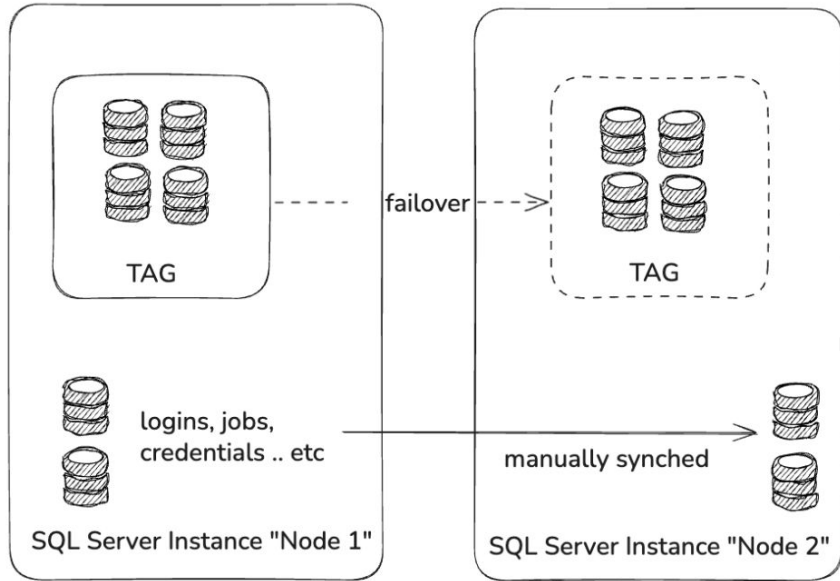 failover
TAG
TAG
logins, jobs,
credentials .. etc
manually synched
SQL Server Instance "Node 1"
SQL Server Instance "Node 2"